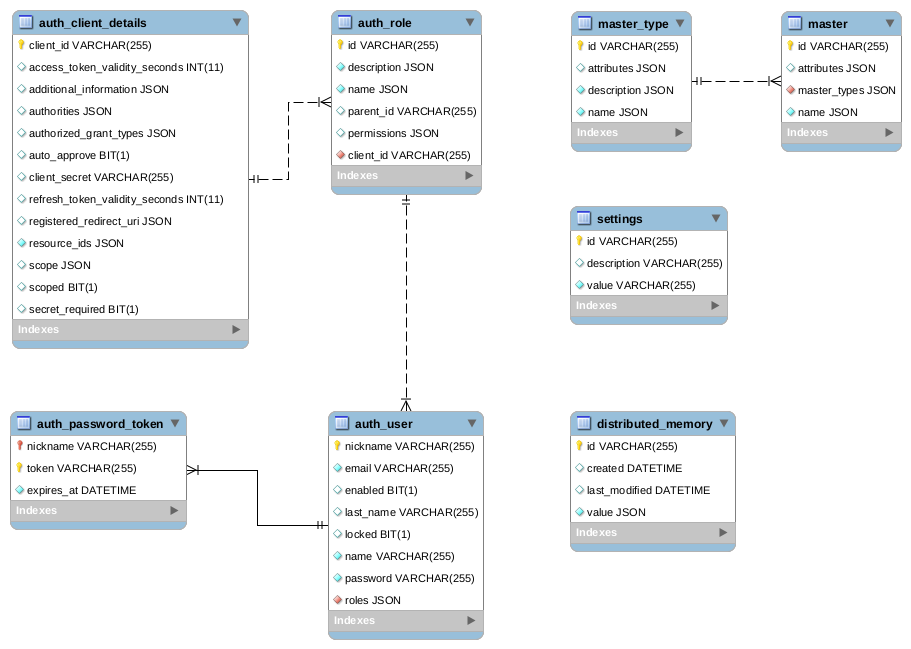 auth_client_details
client_id VARCHAR(255)
access_token_validity_seconds INT(11)
additional_information JSON
authorities JSON
authorized_grant_types JSON
auto_approve BIT(1)
client_secret VARCHAR(255)
refresh_token_validity_seconds INT(11)
registered_redirect_uri JSON
resource_ids JSON
scope JSON
scoped BIT(1)
secret_required BIT(1)
Indexes
auth_role
id VARCHAR(255)
description JSON
name JSON
parent_id VARCHAR(255)
permissions JSON
client_id VARCHAR(255)
Indexes
master_type
id VARCHAR(255)
attributes JSON
description JSON
name JSON
Indexes
master
id VARCHAR(255)
attributes JSON
master_types JSON
name JSON
Indexes
settings
id VARCHAR(255)
description VARCHAR(255)
value VARCHAR(255)
Indexes
auth_password_token
nickname VARCHAR(255)
token VARCHAR(255)
expires_at DATETIME
Indexes
auth_user
nickname VARCHAR(255)
email VARCHAR(255)
enabled BIT(1)
last_name VARCHAR(255)
locked BIT(1)
name VARCHAR(255)
password VARCHAR(255)
roles JSON
Indexes
distributed_memory
id VARCHAR(255)
created DATETIME
last_modified DATETIME
value JSON
Indexes